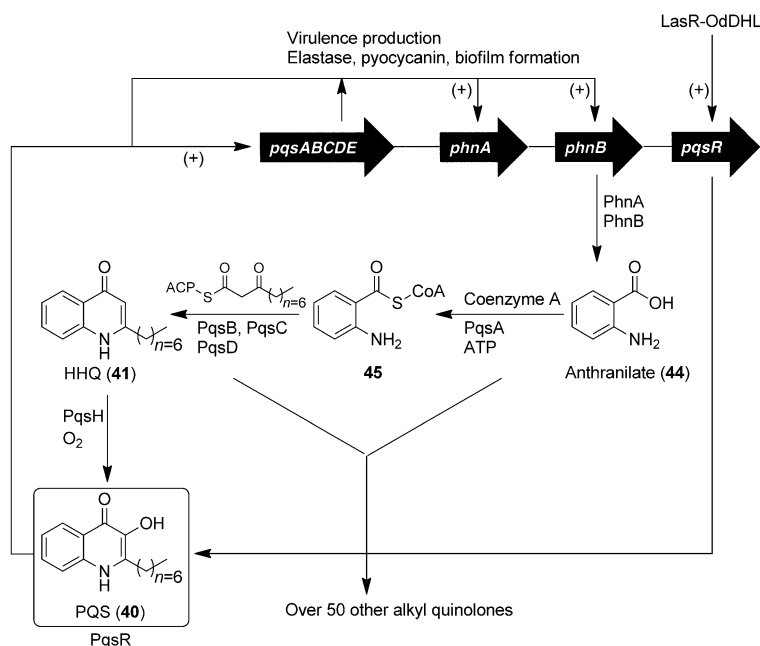 LasR-OdDHL
Virulence production
Elastase, pyocycanin, biofilm formation
(+)
(+)
(+)
(+)
pqsABCDE
phnA
phnB
pqsR
PhnA
PhnB
O
N
H
n=6
HHQ (41)
ACP
S
O
O
n=6
PqsB, PqsC
PqsD
O
S
CoA
NH2
45
Coenzyme A
PqsA
ATP
O
OH
NH2
Anthranilate (44)
PqsH
O2
O
OH
N
H
n=6
PQS (40)
PqsR
Over 50 other alkyl quinolones